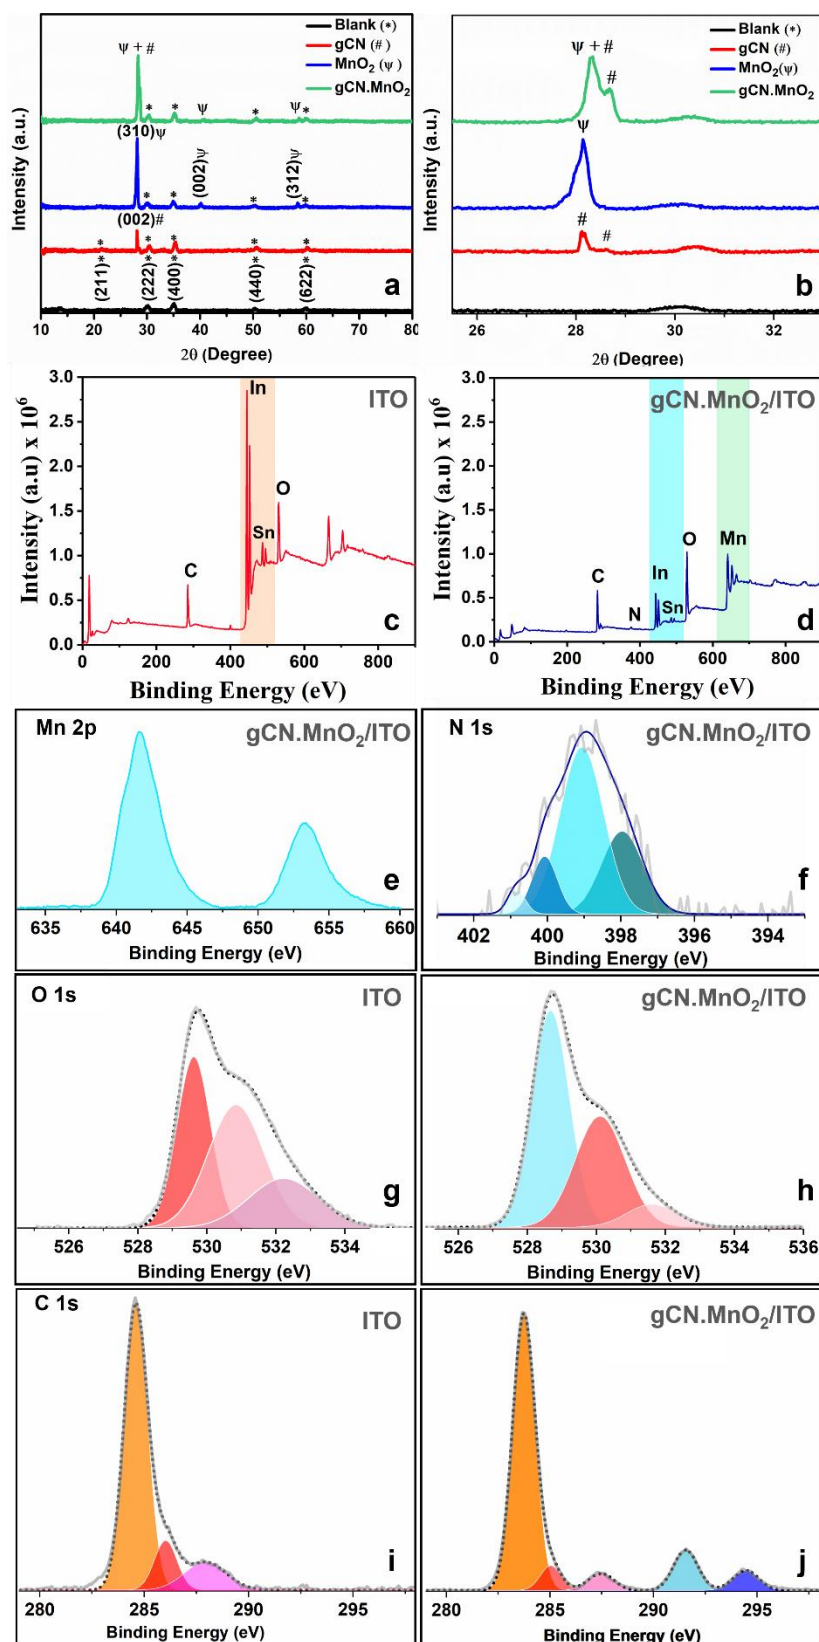 Blank (*)
gCN (#)
MnO₂ (ψ)
gCN.MnO₂
ψ + #
* * ψ * ψ *
(310)ψ
(002)ψ
(312)ψ
* * * *
(002)#
* * * * *
(211)* (222)* (400)* (440)* (622)*
a
Intensity (a.u.)
10 20 30 40 50 60 70 80
2θ (Degree)
Blank (*)
gCN (#)
MnO₂(ψ)
gCN.MnO₂
ψ + #
#
ψ
#
#
b
Intensity (a.u.)
26 28 30 32
2θ (Degree)
3.0
2.5
2.0
1.5
1.0
0.5
0.0
Intensity (a.u) x 10⁶
In
ITO
O
Sn
C
c
0 200 400 600 800
Binding Energy (eV)
3.0
2.5
2.0
1.5
1.0
0.5
0.0
Intensity (a.u) x 10⁶
gCN.MnO₂/ITO
O
Mn
C
In
N
Sn
d
0 200 400 600 800
Binding Energy (eV)
Mn 2p
gCN.MnO₂/ITO
e
635 640 645 650 655 660
Binding Energy (eV)
N 1s
gCN.MnO₂/ITO
f
402 400 398 396 394
Binding Energy (eV)
O 1s
ITO
g
526 528 530 532 534
Binding Energy (eV)
gCN.MnO₂/ITO
h
526 528 530 532 534 536
Binding Energy (eV)
C 1s
ITO
i
280 285 290 295
Binding Energy (eV)
gCN.MnO₂/ITO
j
280 285 290 295
Binding Energy (eV)